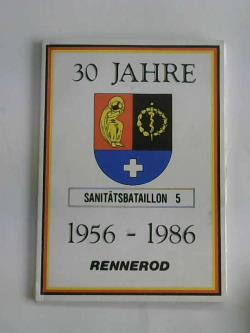 30 JAHRE
SANITÄTSBATAILLON 5
1956 - 1986
RENNEROD